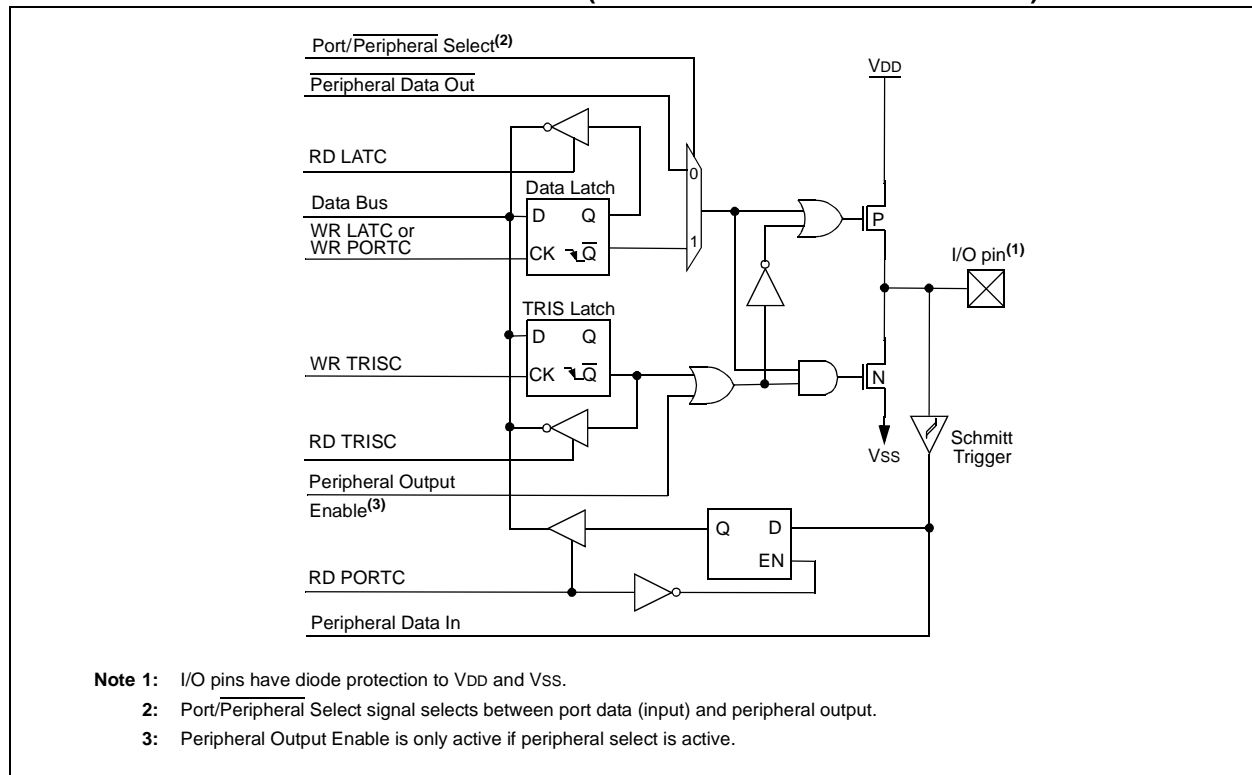 Port/Peripheral Select(2)
VDD
Peripheral Data Out
RD LATC
0
Data Latch
Data Bus
D Q
WR LATC or
WR PORTC
1
CK Q
P
I/O pin(1)
TRIS Latch
D Q
WR TRISC
CK Q
N
RD TRISC
VSS
Schmitt
Trigger
Peripheral Output
Enable(3)
Q D
EN
RD PORTC
Peripheral Data In
Note 1: I/O pins have diode protection to VDD and VSS.
2: Port/Peripheral Select signal selects between port data (input) and peripheral output.
3: Peripheral Output Enable is only active if peripheral select is active.